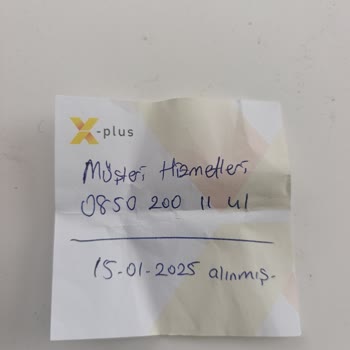 X-plus
Müşteri Hizmetleri
0850 200 11 41
15-01-2025 alınmış.